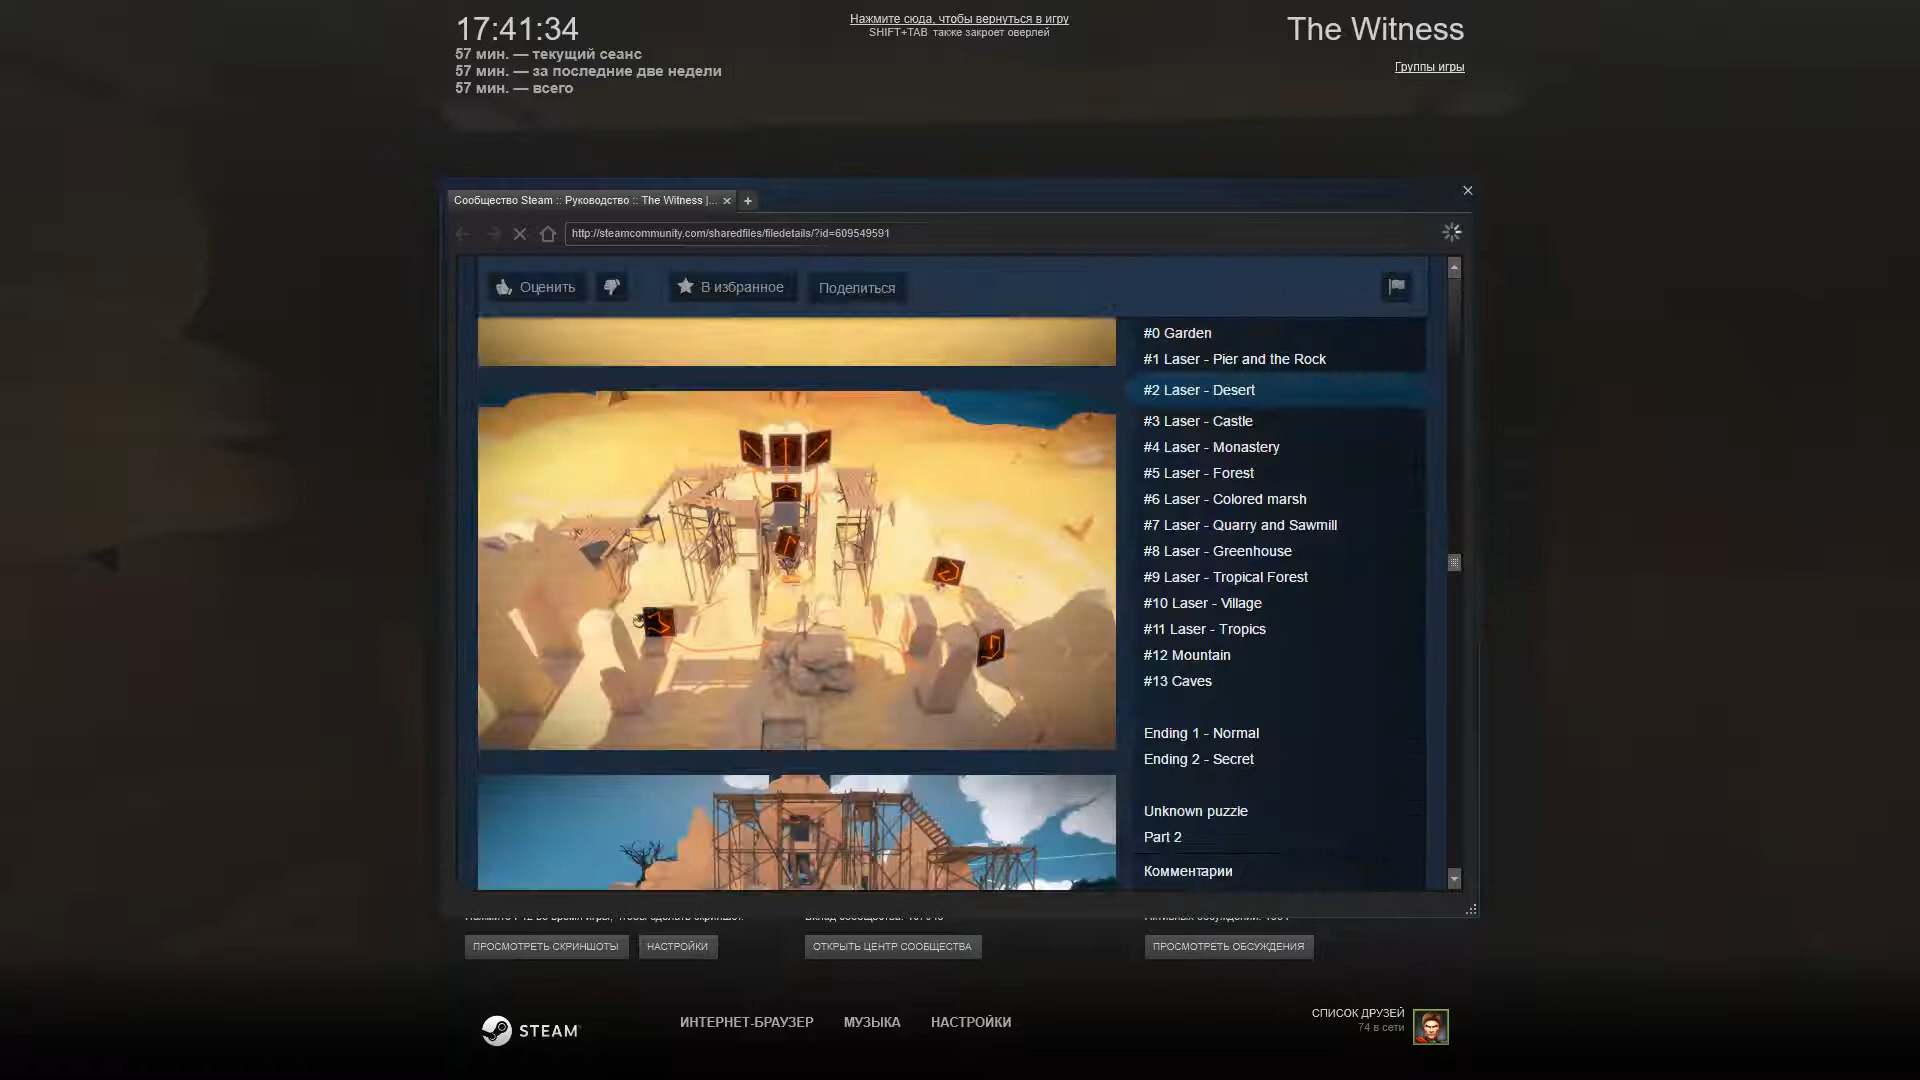 17:41:34
57 мин. — текущий сеанс
57 мин. — за последние две недели
57 мин. — всего
Нажмите сюда, чтобы вернуться в игру
SHIFT+TAB также закроет оверлей
The Witness
Группы игры
Сообщество Steam :: Руководство :: The Witness |...
http://steamcommunity.com/sharedfiles/filedetails/?id=609549591
Оценить
В избранное
Поделиться
#0 Garden
#1 Laser - Pier and the Rock
#2 Laser - Desert
#3 Laser - Castle
#4 Laser - Monastery
#5 Laser - Forest
#6 Laser - Colored marsh
#7 Laser - Quarry and Sawmill
#8 Laser - Greenhouse
#9 Laser - Tropical Forest
#10 Laser - Village
#11 Laser - Tropics
#12 Mountain
#13 Caves
Ending 1 - Normal
Ending 2 - Secret
Unknown puzzle
Part 2
Комментарии
ПРОСМОТРЕТЬ СКРИНШОТЫ
НАСТРОЙКИ
ОТКРЫТЬ ЦЕНТР СООБЩЕСТВА
ПРОСМОТРЕТЬ ОБСУЖДЕНИЯ
STEAM
ИНТЕРНЕТ-БРАУЗЕР
МУЗЫКА
НАСТРОЙКИ
СПИСОК ДРУЗЕЙ
74 в сети